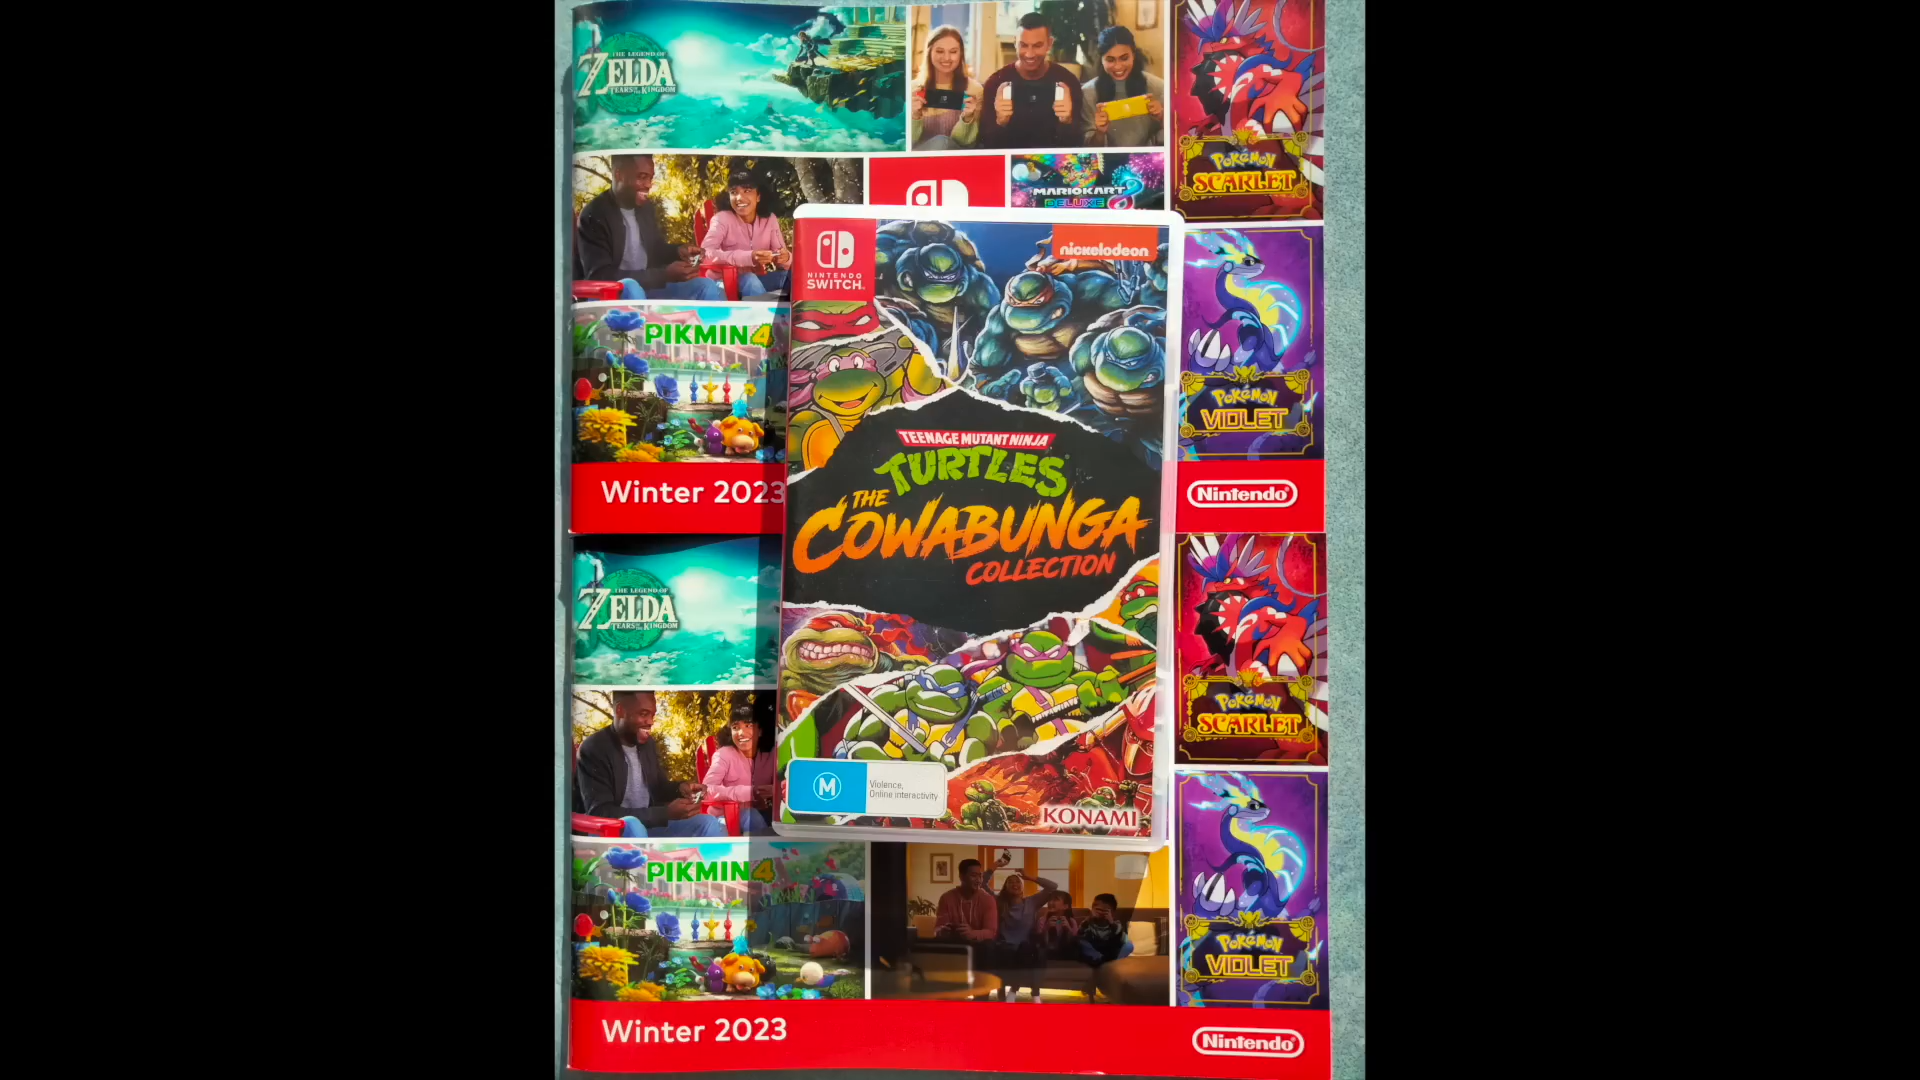 THE LEGEND OF
ZELDA
TEARS OF THE KINGDOM
MARIOKART 8
DELUXE
POKÉMON
SCARLET
POKÉMON
VIOLET
PIKMIN 4
Winter 2023
Nintendo
NINTENDO
SWITCH
nickelodeon
TEENAGE MUTANT NINJA
TURTLES
THE
COWABUNGA
COLLECTION
M
Violence,
Online interactivity
KONAMI
THE LEGEND OF
ZELDA
TEARS OF THE KINGDOM
POKÉMON
SCARLET
POKÉMON
VIOLET
PIKMIN 4
Winter 2023
Nintendo